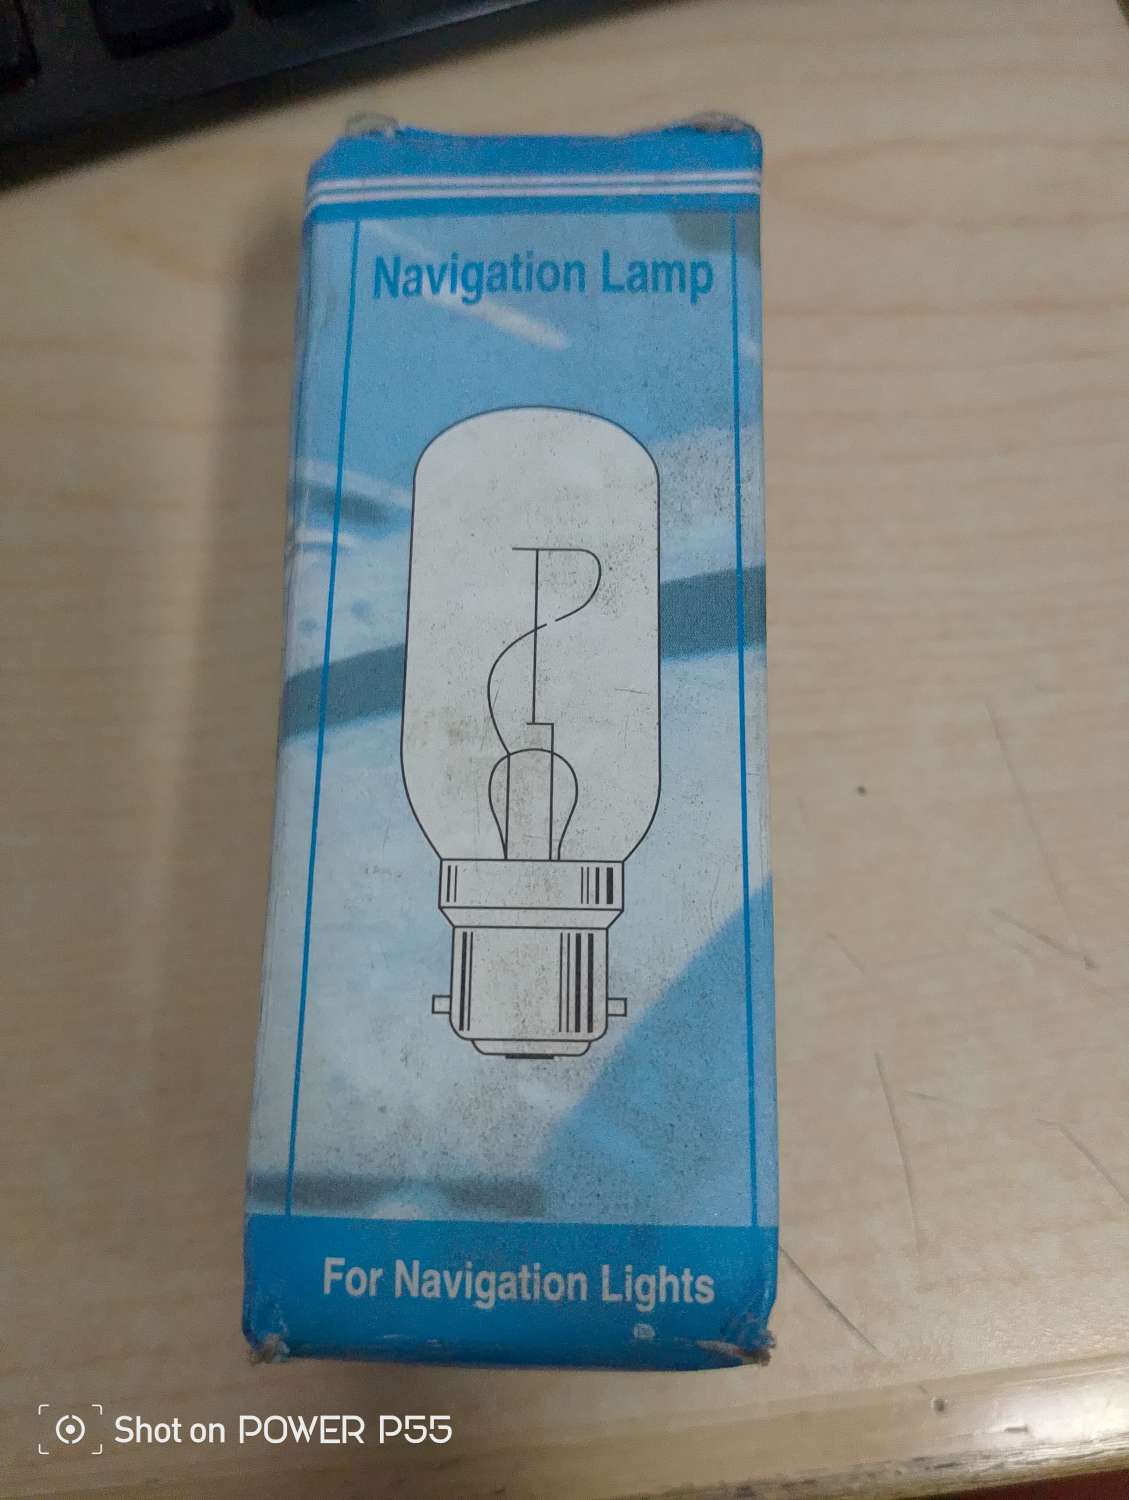 Navigation Lamp
For Navigation Lights
Shot on POWER P55